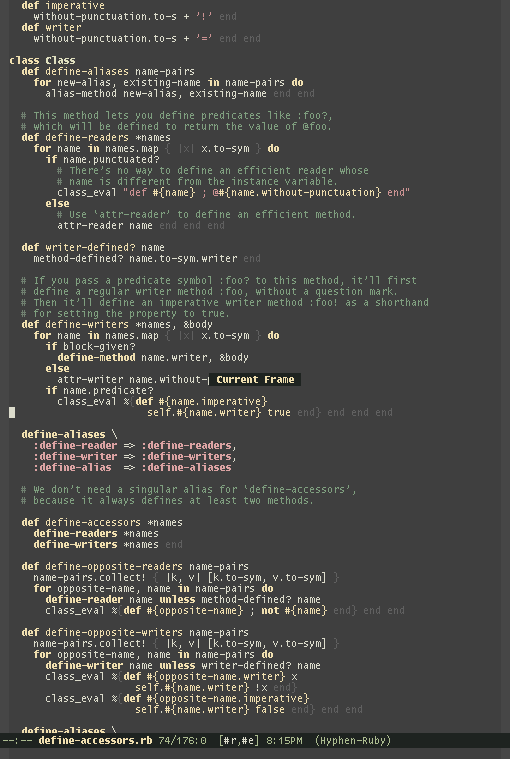 def imperative
without-punctuation.to-s + ’!’ end
def writer
without-punctuation.to-s + ’=’ end end
class Class
def define-aliases name-pairs
for new-alias, existing-name in name-pairs do
alias-method new-alias, existing-name end end
# This method lets you define predicates like :foo?,
# which will be defined to return the value of @foo.
def define-readers *names
for name in names.map { |x| x.to-sym } do
if name.punctuated?
# There’s no way to define an efficient reader whose
# name is different from the instance variable.
class_eval "def #{name} ; @#{name.without-punctuation} end"
else
# Use ‘attr-reader’ to define an efficient method.
attr-reader name end end end
def writer-defined? name
method-defined? name.to-sym.writer end
# If you pass a predicate symbol :foo? to this method, it’ll first
# define a regular writer method :foo, without a question mark.
# Then it’ll define an imperative writer method :foo! as a shorthand
# for setting the property to true.
def define-writers *names, &body
for name in names.map { |x| x.to-sym } do
if block-given?
define-method name.writer, &body
else
attr-writer name.without- Current Frame
if name.predicate?
class_eval %{def #{name.imperative}
self.#{name.writer} true end} end end end
define-aliases \
:define-reader => :define-readers,
:define-writer => :define-writers,
:define-alias => :define-aliases
# We don’t need a singular alias for ‘define-accessors’,
# because it always defines at least two methods.
def define-accessors *names
define-readers *names
define-writers *names end
def define-opposite-readers name-pairs
name-pairs.collect! { |k, v| [k.to-sym, v.to-sym] }
for opposite-name, name in name-pairs do
define-reader name unless method-defined? name
class_eval %{def #{opposite-name} ; not #{name} end} end end
def define-opposite-writers name-pairs
name-pairs.collect! { |k, v| [k.to-sym, v.to-sym] }
for opposite-name, name in name-pairs do
define-writer name unless writer-defined? name
class_eval %{def #{opposite-name.writer} x
self.#{name.writer} !x end}
class_eval %{def #{opposite-name.imperative}
self.#{name.writer} false end} end end
define-aliases \
--:-- define-accessors.rb 74/176:0 [#r,#e] 8:15PM (Hyphen-Ruby)